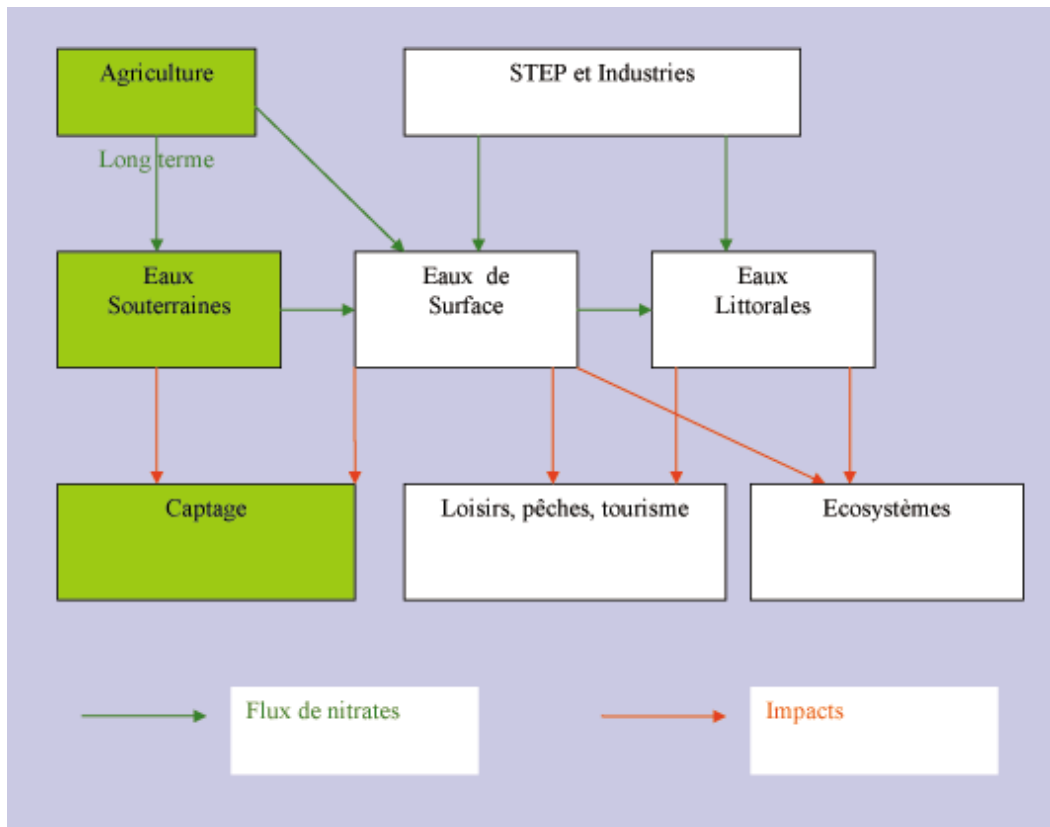 Agriculture
STEP et Industries
Long terme
Eaux
Souterraines
Eaux de
Surface
Eaux
Littorales
Captage
Loisirs, pêches, tourisme
Ecosystèmes
Flux de nitrates
Impacts